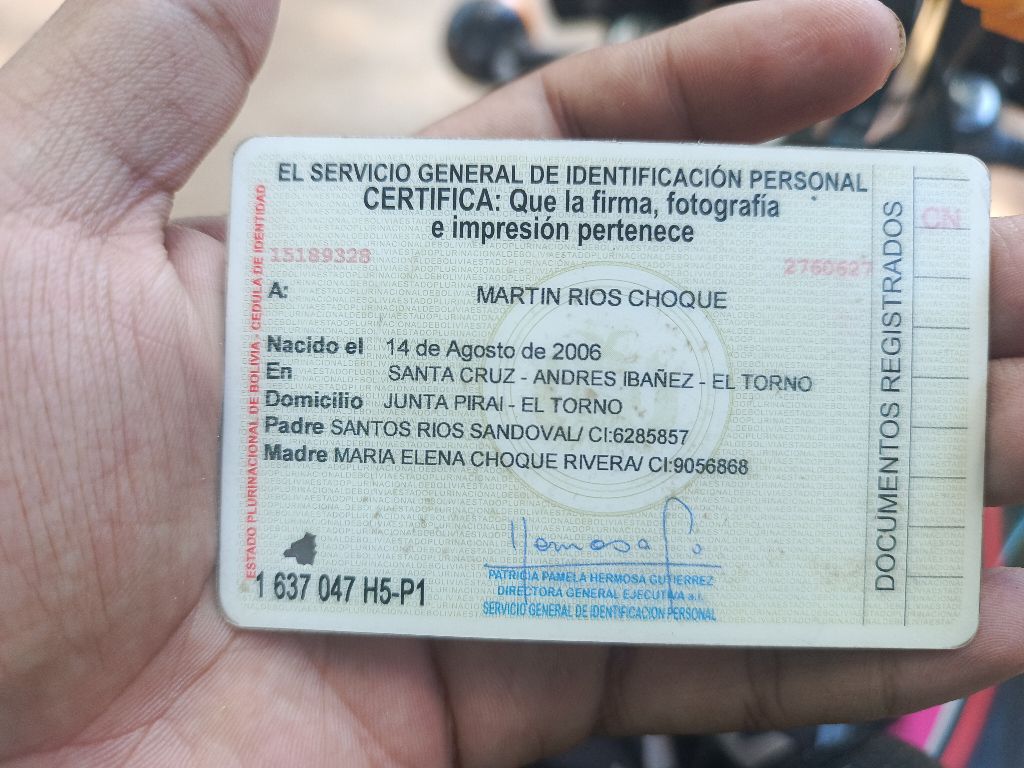 EL SERVICIO GENERAL DE IDENTIFICACIÓN PERSONAL
CERTIFICA: Que la firma, fotografía
e impresión pertenece
15189328
2760627
A: MARTIN RIOS CHOQUE
Nacido el 14 de Agosto de 2006
En SANTA CRUZ - ANDRES IBAÑEZ - EL TORNO
Domicilio JUNTA PIRAI - EL TORNO
Padre SANTOS RIOS SANDOVAL/ CI:6285857
Madre MARIA ELENA CHOQUE RIVERA/ CI:9056868
PATRICIA PAMELA HERMOSA GUTIERREZ
DIRECTORA GENERAL EJECUTIVA a.i.
SERVICIO GENERAL DE IDENTIFICACION PERSONAL
1 637 047 H5-P1
ESTADO PLURINACIONAL DE BOLIVIA - CEDULA DE IDENTIDAD
DOCUMENTOS REGISTRADOS
CN